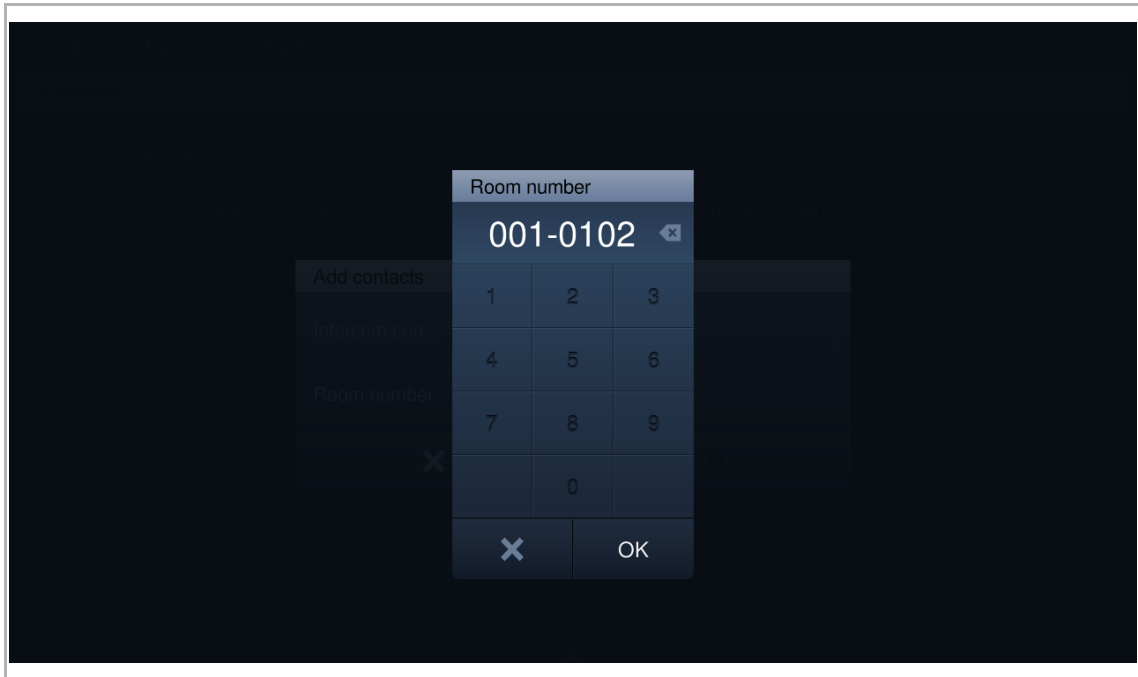 Room number
001-0102
Add contacts
1 2 3
Intercom con...
4 5 6
Room number
7 8 9
0
OK
OK